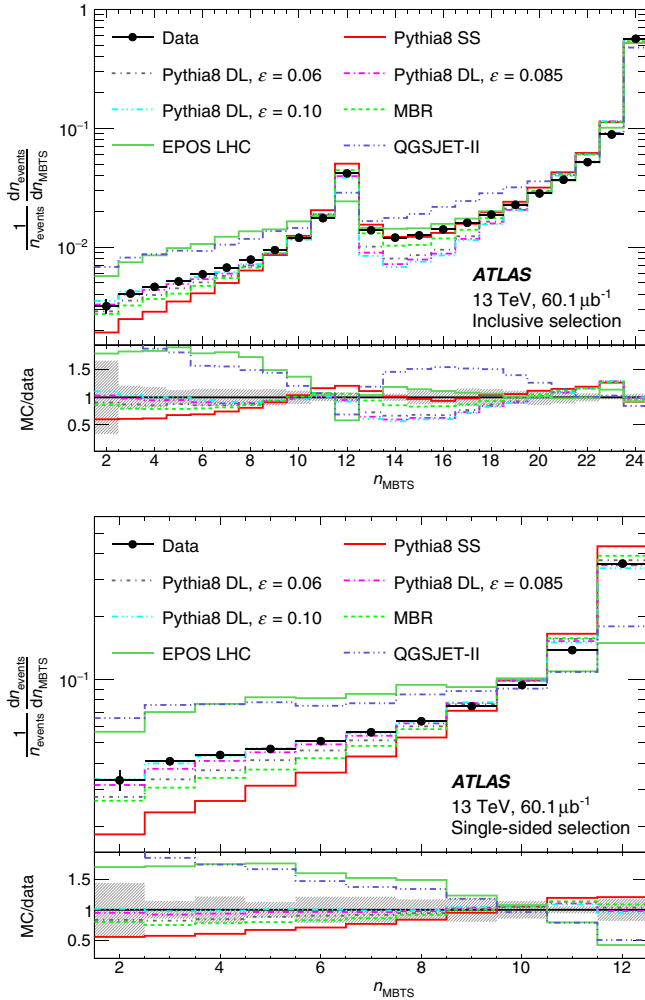 1
Data
Pythia8 SS
Pythia8 DL, ε = 0.06
Pythia8 DL, ε = 0.085
Pythia8 DL, ε = 0.10
MBR
EPOS LHC
QGSJET-II
10⁻¹
10⁻²
1/n_events dn_events/dn_MBTS
ATLAS
13 TeV, 60.1 μb⁻¹
Inclusive selection
MC/data
1.5
1
0.5
2 4 6 8 10 12 14 16 18 20 22 24
n_MBTS
Data
Pythia8 SS
Pythia8 DL, ε = 0.06
Pythia8 DL, ε = 0.085
Pythia8 DL, ε = 0.10
MBR
EPOS LHC
QGSJET-II
10⁻¹
1/n_events dn_events/dn_MBTS
ATLAS
13 TeV, 60.1 μb⁻¹
Single-sided selection
MC/data
1.5
1
0.5
2 4 6 8 10 12
n_MBTS